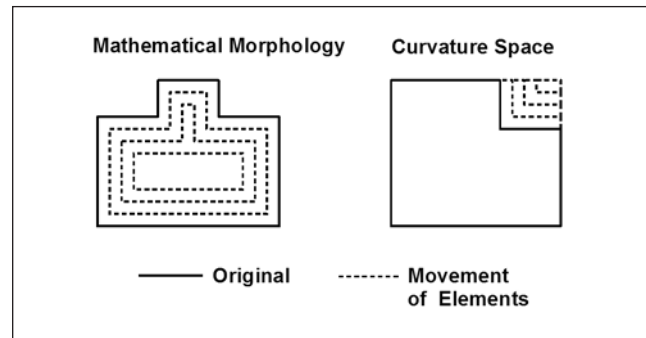 Mathematical Morphology
Curvature Space
Original
Movement
of Elements